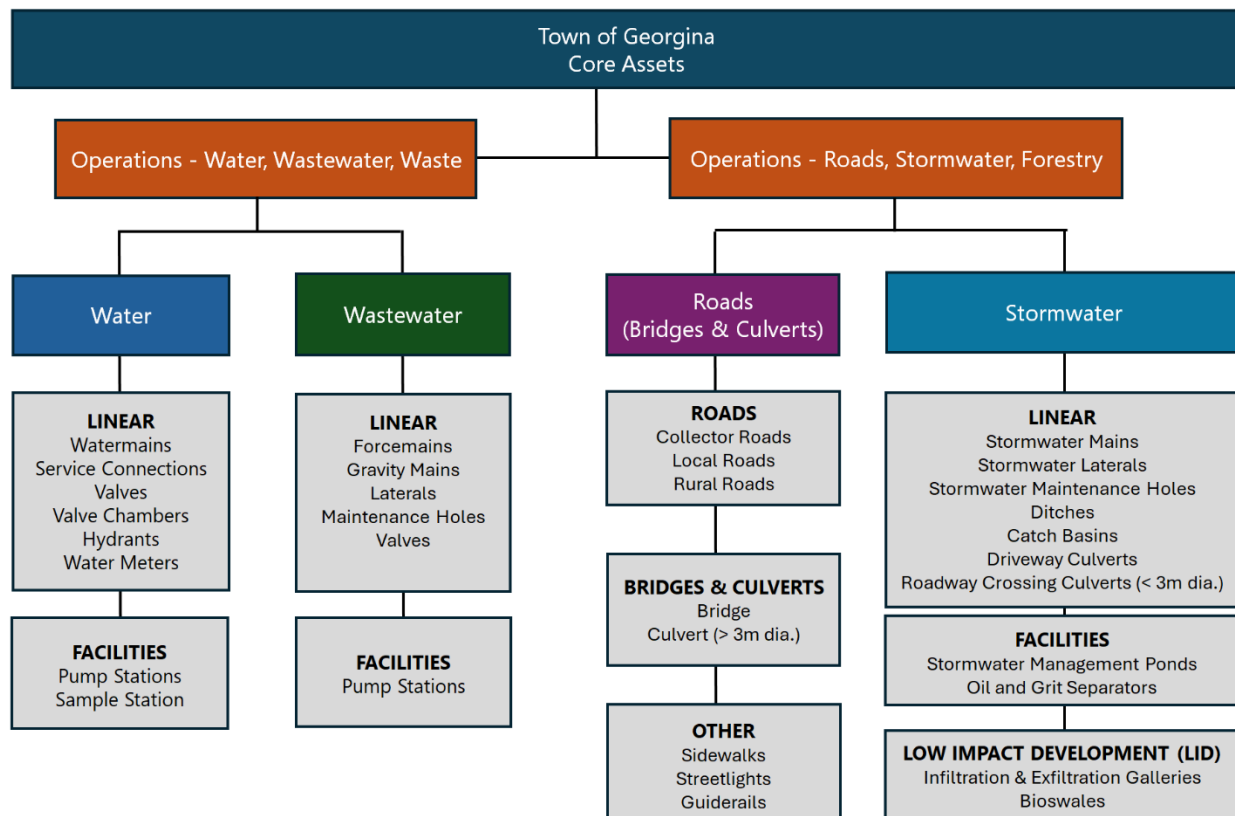 Town of Georgina
Core Assets
Operations - Water, Wastewater, Waste
Operations - Roads, Stormwater, Forestry
Water
Wastewater
Roads
(Bridges & Culverts)
Stormwater
LINEAR
Watermains
Service Connections
Valves
Valve Chambers
Hydrants
Water Meters
FACILITIES
Pump Stations
Sample Station
LINEAR
Forcemains
Gravity Mains
Laterals
Maintenance Holes
Valves
FACILITIES
Pump Stations
ROADS
Collector Roads
Local Roads
Rural Roads
BRIDGES & CULVERTS
Bridge
Culvert (> 3m dia.)
OTHER
Sidewalks
Streetlights
Guiderails
LINEAR
Stormwater Mains
Stormwater Laterals
Stormwater Maintenance Holes
Ditches
Catch Basins
Driveway Culverts
Roadway Crossing Culverts (< 3m dia.)
FACILITIES
Stormwater Management Ponds
Oil and Grit Separators
LOW IMPACT DEVELOPMENT (LID)
Infiltration & Exfiltration Galleries
Bioswales